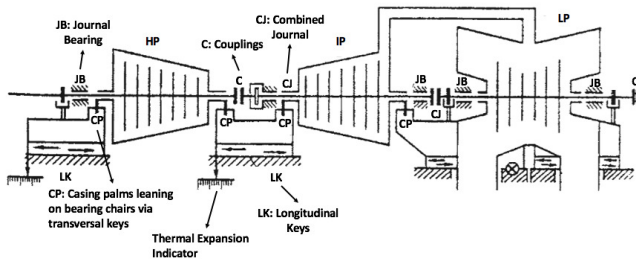 JB: Journal
Bearing
HP
C: Couplings
CJ: Combined
Journal
IP
LP
JB
C
CJ
JB
JB
JB
C
CP
CP
CP
CP
CJ
LK
LK
CP: Casing palms leaning
on bearing chairs via
transversal keys
LK: Longitudinal
Keys
Thermal Expansion
Indicator